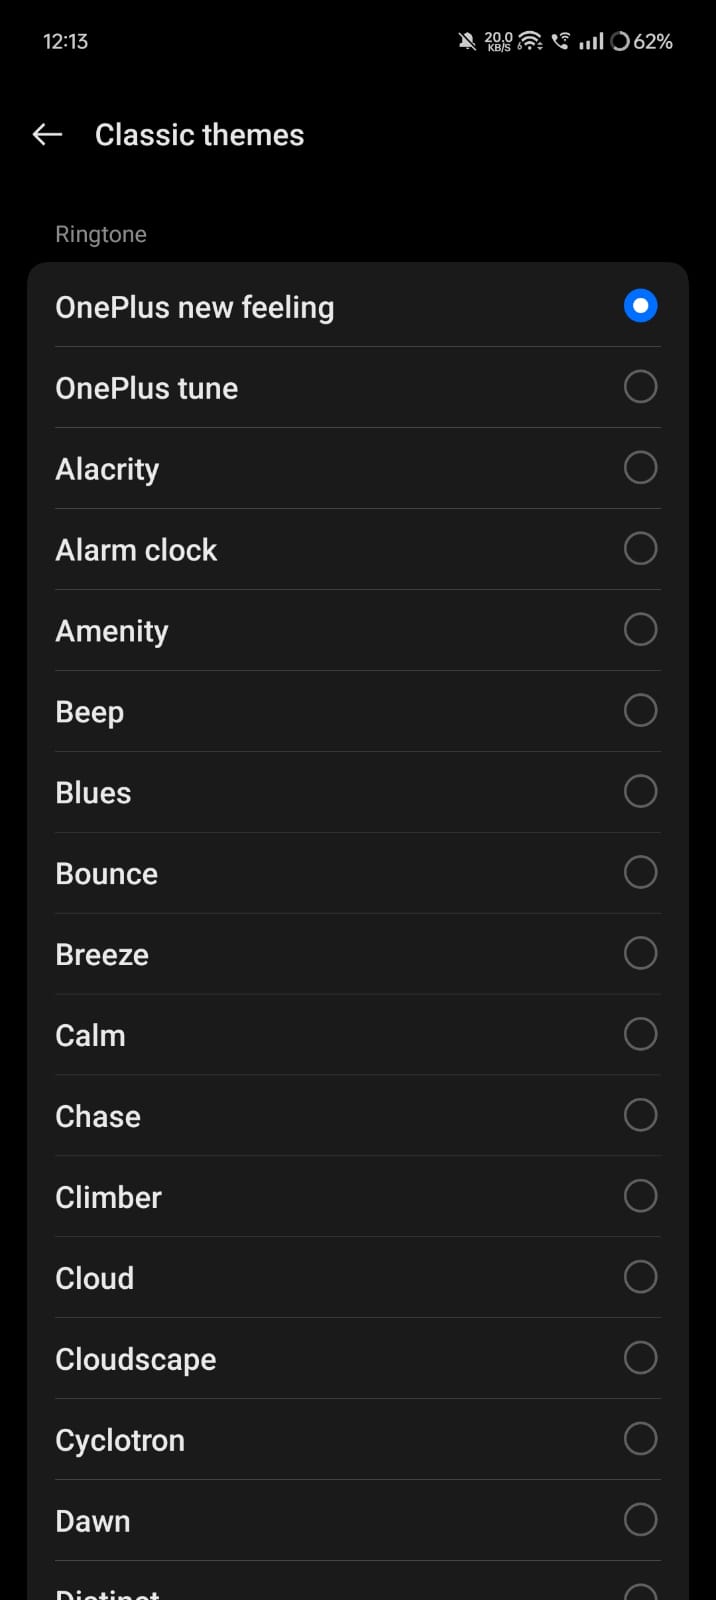 12:13
20.0
KB/S
62%
Classic themes
Ringtone
OnePlus new feeling
OnePlus tune
Alacrity
Alarm clock
Amenity
Beep
Blues
Bounce
Breeze
Calm
Chase
Climber
Cloud
Cloudscape
Cyclotron
Dawn
Distinct